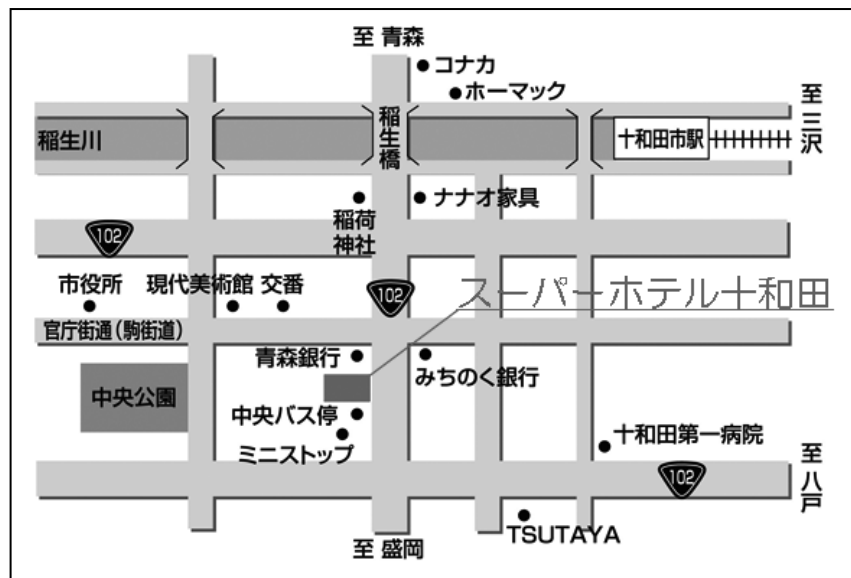 至 青森
コナカ
ホーマック
至 三沢
稲生川
稲生橋
十和田市駅
ナナオ家具
稲荷
神社
102
市役所
現代美術館
交番
102
スーパーホテル十和田
官庁街通(駒街道)
青森銀行
みちのく銀行
中央公園
中央バス停
ミニストップ
十和田第一病院
至 八戸
102
TSUTAYA
至 盛岡